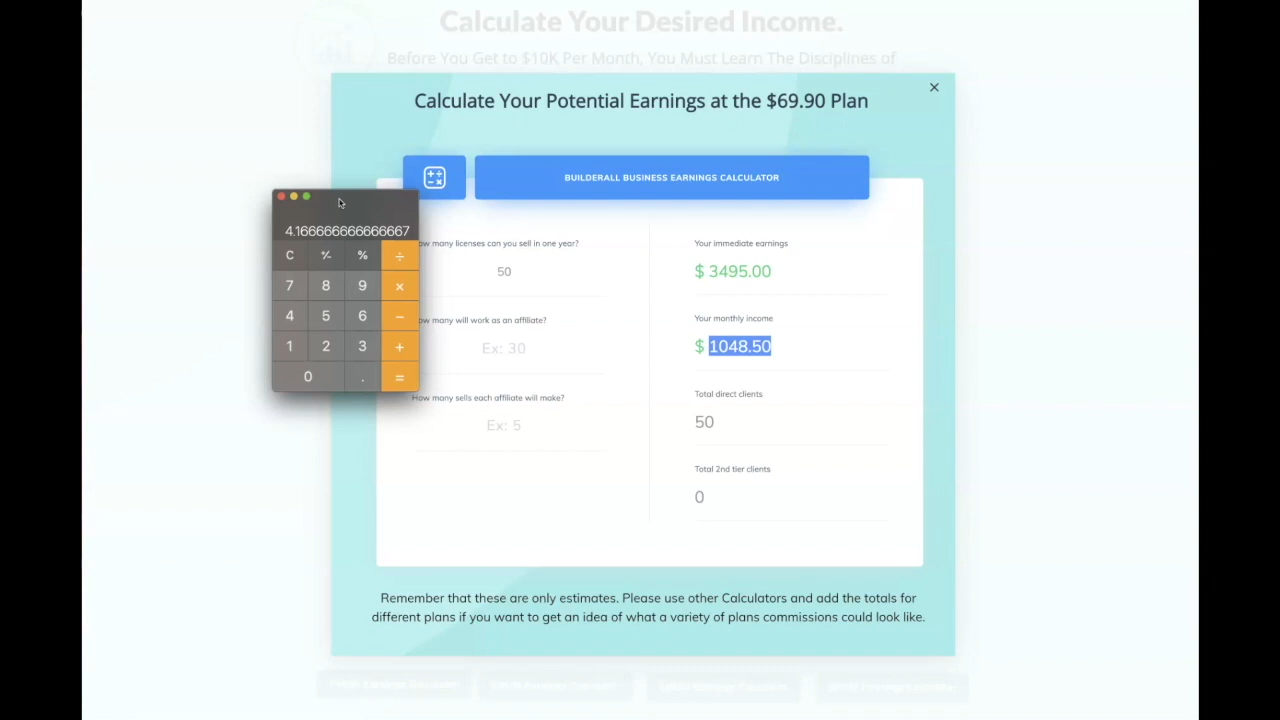 Calculate Your Desired Income.
Before You Get to $10K Per Month, You Must Learn The Disciplines of
Calculate Your Potential Earnings at the $69.90 Plan
BUILDERALL BUSINESS EARNINGS CALCULATOR
4.166666666666667
C +⁄- % ÷
7 8 9 ×
4 5 6 −
1 2 3 +
0 . =
ow many licenses can you sell in one year?
50
ow many will work as an affiliate?
Ex: 30
How many sells each affiliate will make?
Ex: 5
Your immediate earnings
$ 3495.00
Your monthly income
$ 1048.50
Total direct clients
50
Total 2nd tier clients
0
Remember that these are only estimates. Please use other Calculators and add the totals for
different plans if you want to get an idea of what a variety of plans commissions could look like.